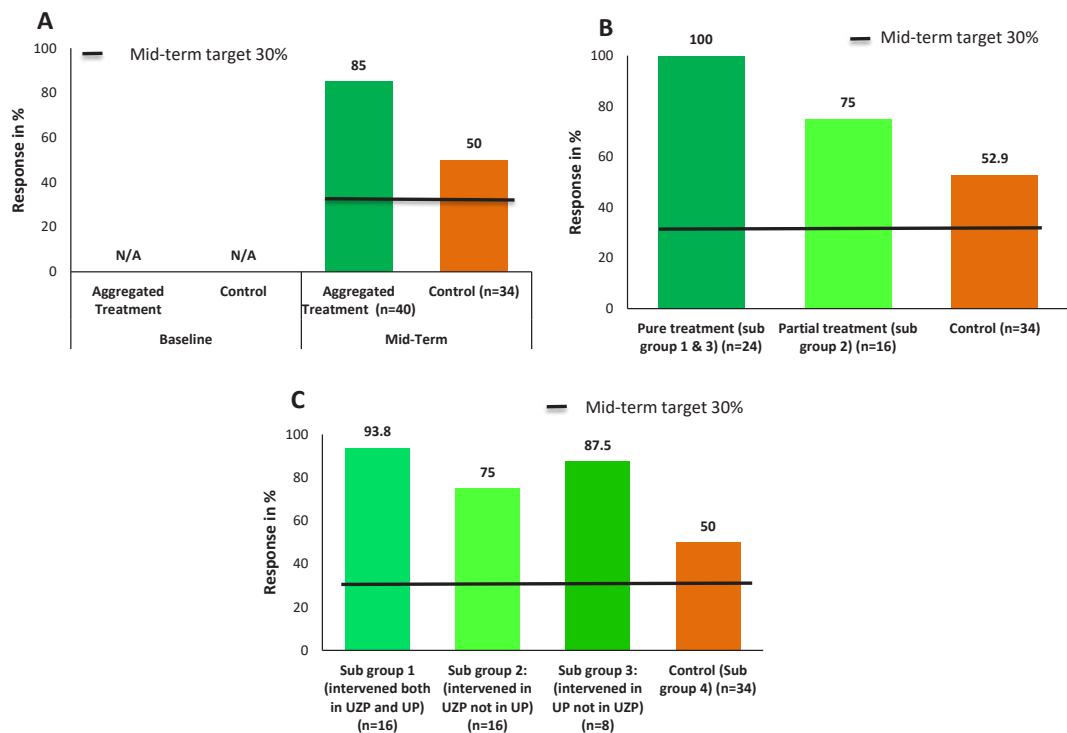 A
Mid-term target 30%
Response in %
100
80
60
40
20
0
N/A
N/A
85
50
Aggregated
Treatment
Control
Aggregated
Treatment (n=40)
Control (n=34)
Baseline
Mid-Term
B
Mid-term target 30%
Response in %
100
80
60
40
20
0
100
75
52.9
Pure treatment (sub
group 1 & 3) (n=24)
Partial treatment (sub
group 2) (n=16)
Control (n=34)
C
Mid-term target 30%
Response in %
100
80
60
40
20
0
93.8
75
87.5
50
Sub group 1
(intervened both
in UZP and UP)
(n=16)
Sub group 2:
(intervened in
UZP not in UP)
(n=16)
Sub group 3:
(intervened in
UP not in UZP)
(n=8)
Control (Sub
group 4) (n=34)